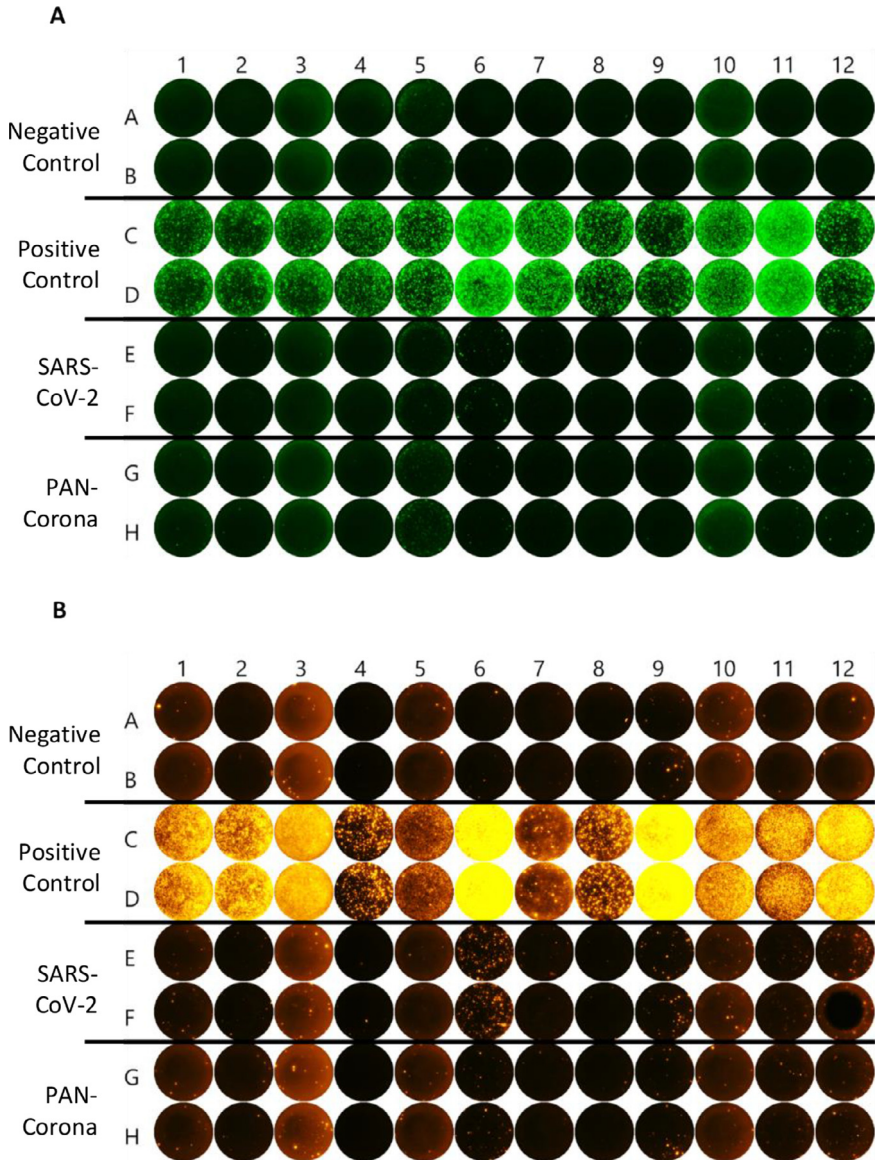 A
1 2 3 4 5 6 7 8 9 10 11 12
Negative
Control
A
B
Positive
Control
C
D
SARS-
CoV-2
E
F
PAN-
Corona
G
H
B
1 2 3 4 5 6 7 8 9 10 11 12
Negative
Control
A
B
Positive
Control
C
D
SARS-
CoV-2
E
F
PAN-
Corona
G
H